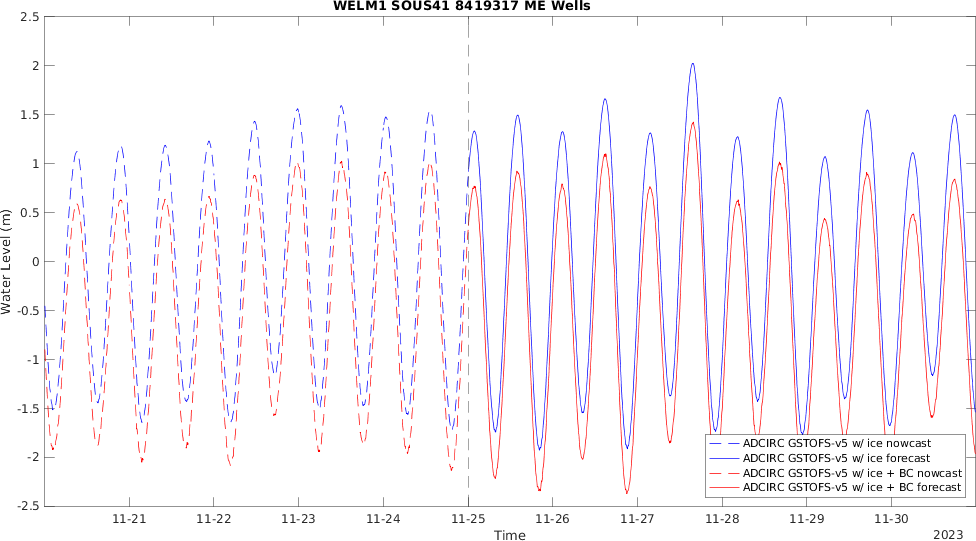 WELM1 SOUS41 8419317 ME Wells
2.5
2
1.5
1
0.5
0
-0.5
-1
-1.5
-2
-2.5
Water Level (m)
ADCIRC GSTOFS-v5 w/ ice nowcast
ADCIRC GSTOFS-v5 w/ ice forecast
ADCIRC GSTOFS-v5 w/ ice + BC nowcast
ADCIRC GSTOFS-v5 w/ ice + BC forecast
11-21 11-22 11-23 11-24 11-25 11-26 11-27 11-28 11-29 11-30
Time
2023